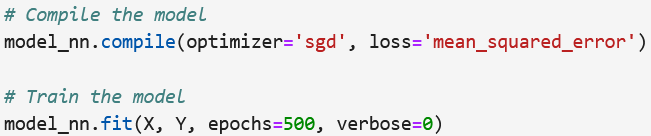 # Compile the model
model_nn.compile(optimizer='sgd', loss='mean_squared_error')
# Train the model
model_nn.fit(X, Y, epochs=500, verbose=0)